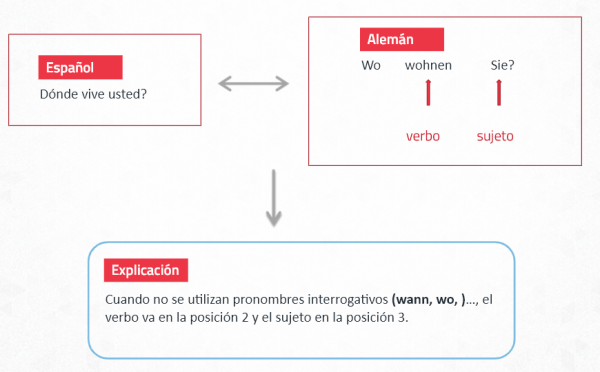 Español
Dónde vive usted?
Alemán
Wo wohnen Sie?
verbo sujeto
Explicación
Cuando no se utilizan pronombres interrogativos (wann, wo, )..., el
verbo va en la posición 2 y el sujeto en la posición 3.